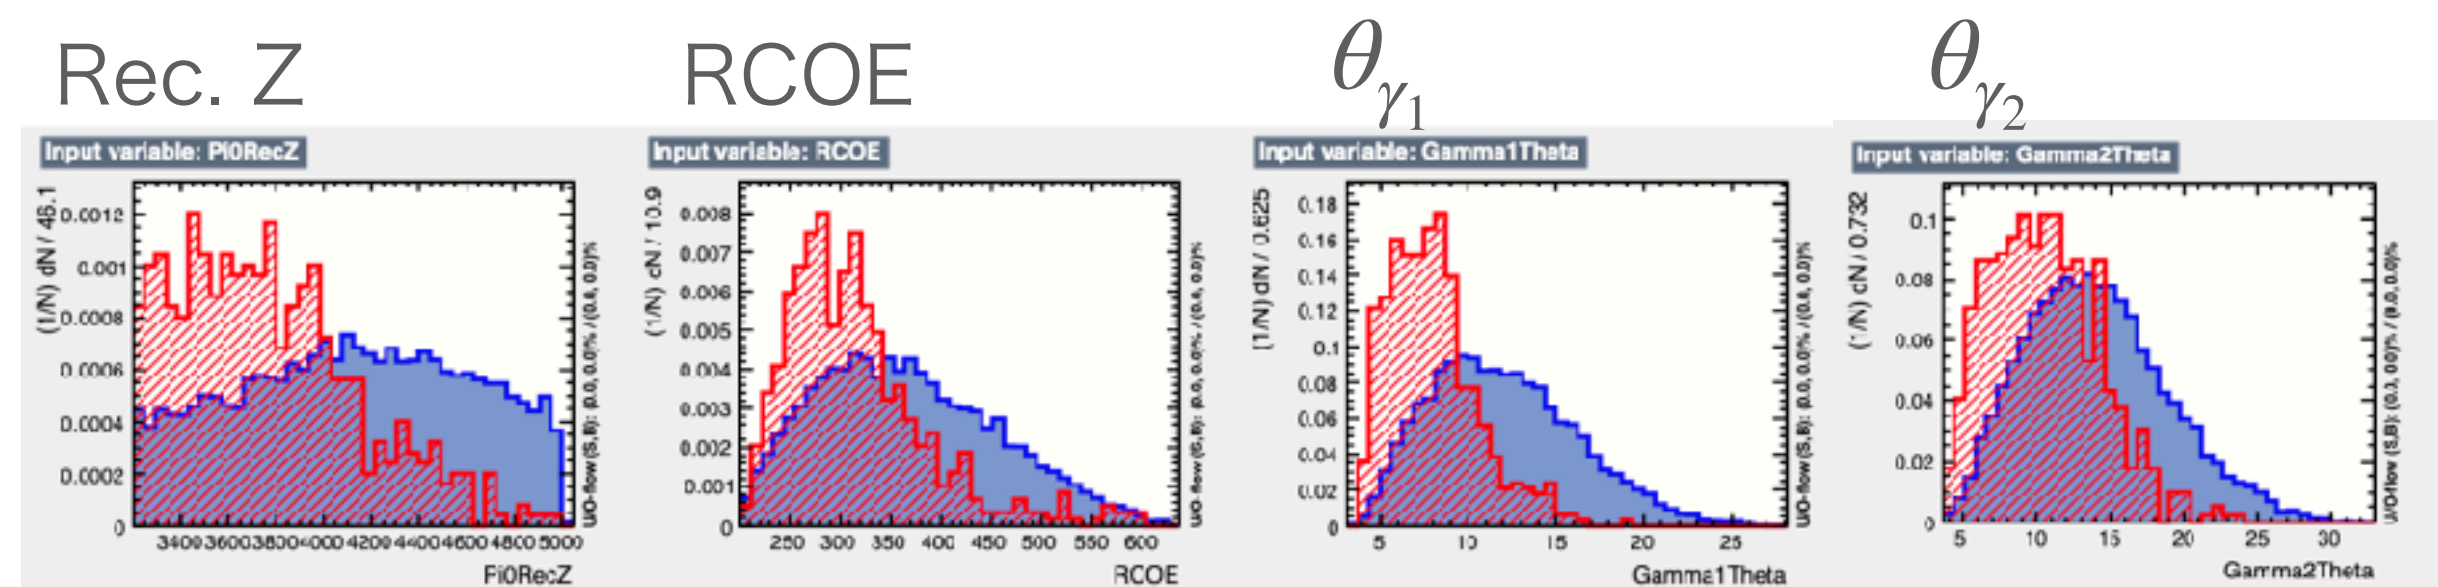 Rec. Z
RCOE
θγ1
θγ2
Input variable: Pi0RecZ
Input variable: RCOE
Input variable: Gamma1Theta
Input variable: Gamma2Theta
(1/N) dN / 46.1
0.0012
0.001
0.0008
0.0006
0.0004
0.0002
0
3400 3600 3800 4000 4200 4400 4600 4800 5000
Pi0RecZ
(1/N) dN / 10.9
0.008
0.007
0.006
0.005
0.004
0.003
0.002
0.001
0
250 300 350 400 450 500 550 600
RCOE
(1/N) dN / 0.625
0.18
0.16
0.14
0.12
0.1
0.08
0.06
0.04
0.02
0
5 10 15 20 25
Gamma1Theta
(1/N) dN / 0.732
0.1
0.08
0.06
0.04
0.02
0
5 10 15 20 25 30
Gamma2Theta